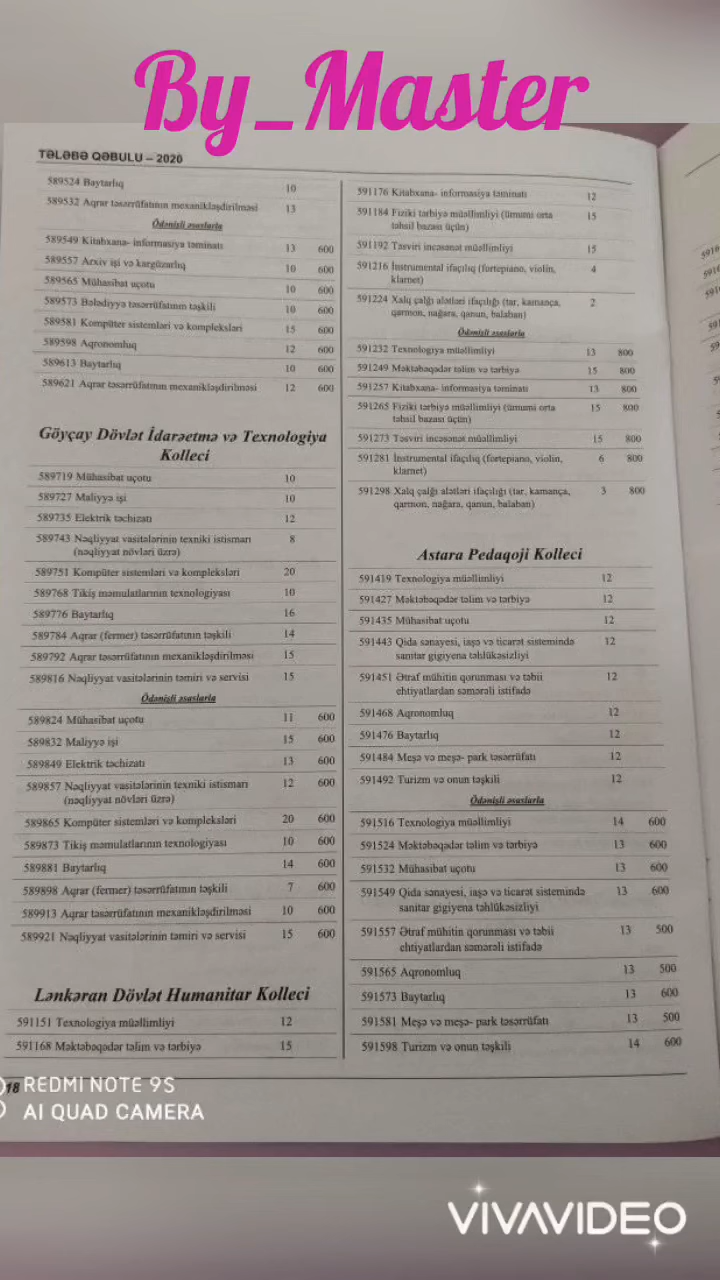 By_Master
TƏLƏBƏ QƏBULU – 2020
589524 Baytarlıq 10
589532 Aqrar təsərrüfatının mexanikləşdirilməsi 13
Ödənişli əsaslarla
589549 Kitabxana- informasiya təminatı 13 600
589557 Arxiv işi və kargüzarlıq 10 600
589565 Mühasibat uçotu 10 600
589573 Bələdiyyə təsərrüfatının təşkili 10 600
589581 Kompüter sistemləri və kompleksləri 15 600
589598 Aqronomluq 12 600
589613 Baytarlıq 10 600
589621 Aqrar təsərrüfatının mexanikləşdirilməsi 12 600
Göyçay Dövlət İdarəetmə və Texnologiya
Kolleci
589719 Mühasibat uçotu 10
589727 Maliyyə işi 10
589735 Elektrik təchizatı 12
589743 Nəqliyyat vasitələrinin texniki istismarı 8
(nəqliyyat növləri üzrə)
589751 Kompüter sistemləri və kompleksləri 20
589768 Tikiş məmulatlarının texnologiyası 10
589776 Baytarlıq 16
589784 Aqrar (fermer) təsərrüfatının təşkili 14
589792 Aqrar təsərrüfatının mexanikləşdirilməsi 15
589816 Nəqliyyat vasitələrinin təmiri və servisi 15
Ödənişli əsaslarla
589824 Mühasibat uçotu 11 600
589832 Maliyyə işi 15 600
589849 Elektrik təchizatı 13 600
589857 Nəqliyyat vasitələrinin texniki istismarı 12 600
(nəqliyyat növləri üzrə)
589865 Kompüter sistemləri və kompleksləri 20 600
589873 Tikiş məmulatlarının texnologiyası 10 600
589881 Baytarlıq 14 600
589898 Aqrar (fermer) təsərrüfatının təşkili 7 600
589913 Aqrar təsərrüfatının mexanikləşdirilməsi 10 600
589921 Nəqliyyat vasitələrinin təmiri və servisi 15 600
Lənkəran Dövlət Humanitar Kolleci
591151 Texnologiya müəllimliyi 12
591168 Məktəbəqədər təlim və tərbiyə 15
591176 Kitabxana- informasiya təminatı 12
591184 Fiziki tərbiyə müəllimliyi (ümumi orta 15
təhsil bazası üçün)
591192 Təsviri incəsənət müəllimliyi 15
591216 İnstrumental ifaçılıq (fortepiano, violin, 4
klarnet)
591224 Xalq çalğı alətləri ifaçılığı (tar, kamança, 2
qarmon, nağara, qanun, balaban)
Ödənişli əsaslarla
591232 Texnologiya müəllimliyi 13 800
591249 Məktəbəqədər təlim və tərbiyə 15 800
591257 Kitabxana- informasiya təminatı 13 800
591265 Fiziki tərbiyə müəllimliyi (ümumi orta 15 800
təhsil bazası üçün)
591273 Təsviri incəsənət müəllimliyi 15 800
591281 İnstrumental ifaçılıq (fortepiano, violin, 6 800
klarnet)
591298 Xalq çalğı alətləri ifaçılığı (tar, kamança, 3 800
qarmon, nağara, qanun, balaban)
Astara Pedaqoji Kolleci
591419 Texnologiya müəllimliyi 12
591427 Məktəbəqədər təlim və tərbiyə 12
591435 Mühasibat uçotu 12
591443 Qida sənayesi, iaşə və ticarət sistemində 12
sanitar gigiyena təhlükəsizliyi
591451 Ətraf mühitin qorunması və təbii 12
ehtiyatlardan səmərəli istifadə
591468 Aqronomluq 12
591476 Baytarlıq 12
591484 Meşə və meşə- park təsərrüfatı 12
591492 Turizm və onun təşkili 12
Ödənişli əsaslarla
591516 Texnologiya müəllimliyi 14 600
591524 Məktəbəqədər təlim və tərbiyə 13 600
591532 Mühasibat uçotu 13 600
591549 Qida sənayesi, iaşə və ticarət sistemində 13 600
sanitar gigiyena təhlükəsizliyi
591557 Ətraf mühitin qorunması və təbii 13 500
ehtiyatlardan səmərəli istifadə
591565 Aqronomluq 13 500
591573 Baytarlıq 13 600
591581 Meşə və meşə- park təsərrüfatı 13 500
591598 Turizm və onun təşkili 14 600
18
REDMI NOTE 9S
AI QUAD CAMERA
VIVAVIDEO